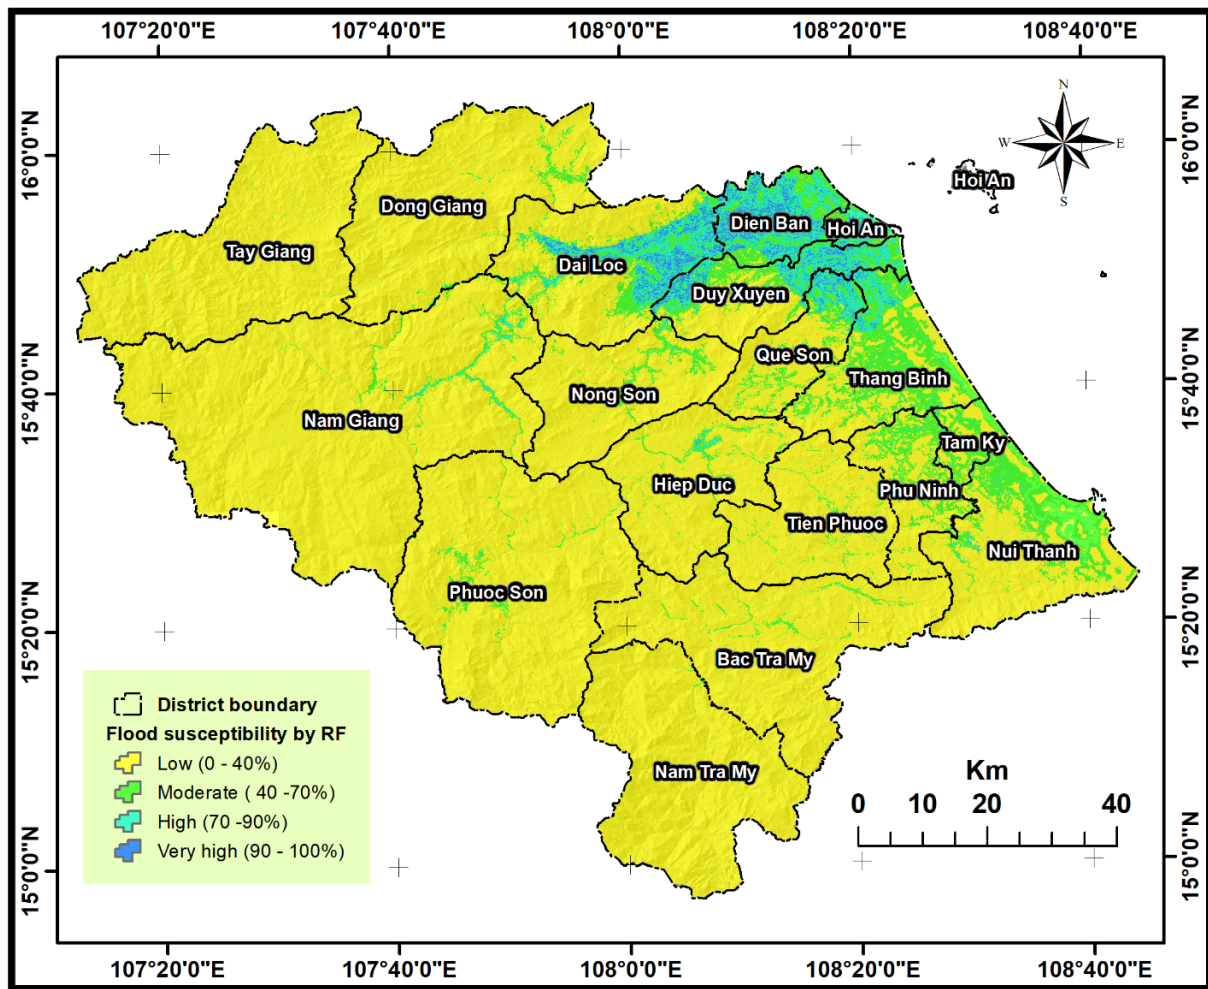 107°20'0"E 107°40'0"E 108°0'0"E 108°20'0"E 108°40'0"E
16°0'0"N
16°0'0"N
N
W E
S
Hoi An
Dong Giang
Dien Ban
Hoi An
Tay Giang
Dai Loc
Duy Xuyen
Que Son
15°40'0"N
15°40'0"N
Thang Binh
Nong Son
Nam Giang
Tam Ky
Hiep Duc
Phu Ninh
Tien Phuoc
Nui Thanh
Phuoc Son
15°20'0"N
15°20'0"N
Bac Tra My
Nam Tra My
District boundary
Flood susceptibility by RF
Low (0 - 40%)
Moderate ( 40 -70%)
High (70 -90%)
Very high (90 - 100%)
Km
0 10 20 40
15°0'0"N
15°0'0"N
107°20'0"E 107°40'0"E 108°0'0"E 108°20'0"E 108°40'0"E